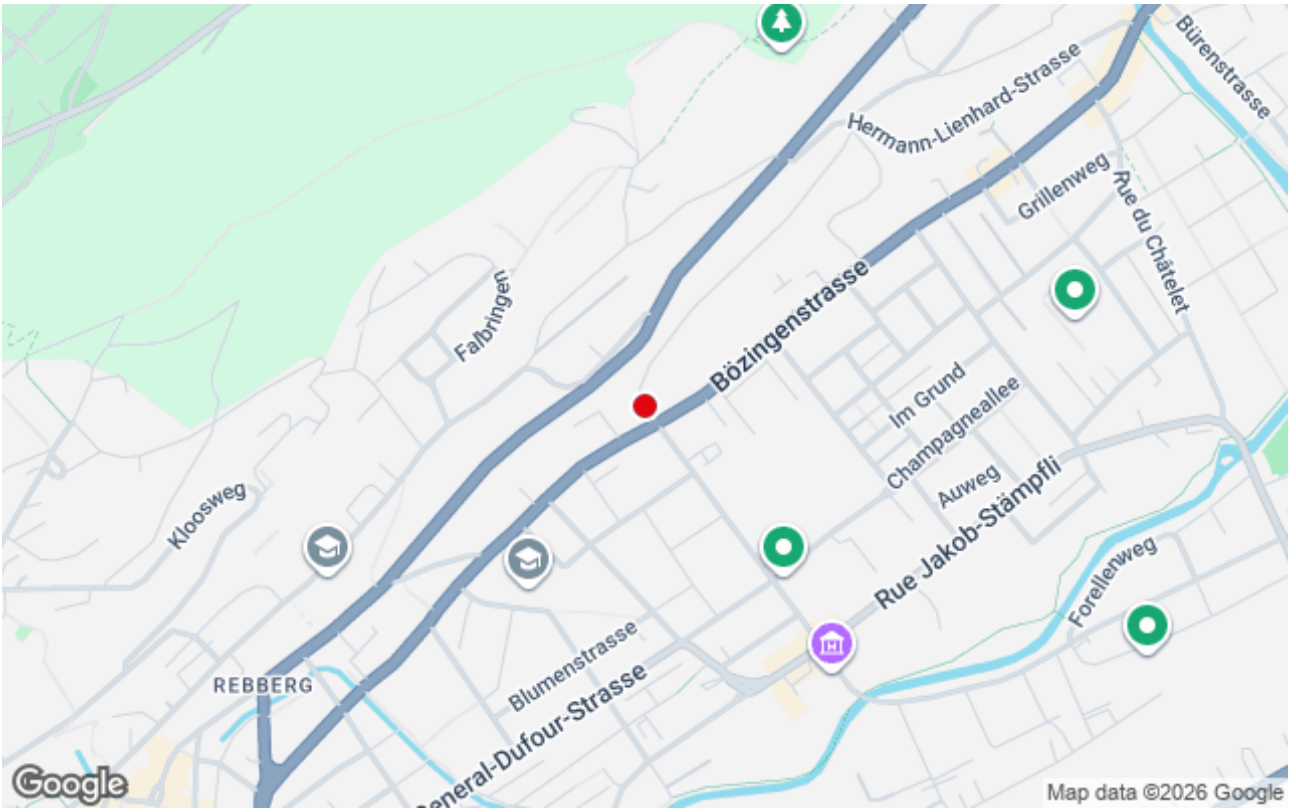 Bürenstrasse
Hermann-Lienhard-Strasse
Grillenweg
Rue du Châtelet
Falbringen
Bözingenstrasse
Im Grund
Champagneallee
Kloosweg
Auweg
Rue Jakob-Stämpfli
Forellenweg
Blumenstrasse
REBBERG
General-Dufour-Strasse
H
Google
Map data ©2026 Google